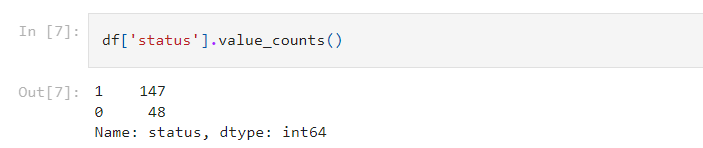 In [7]: df['status'].value_counts()
Out[7]: 1    147
0     48
Name: status, dtype: int64